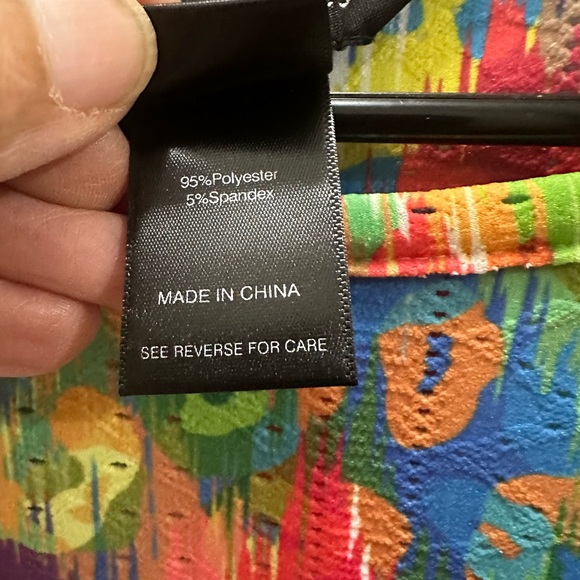 95%Polyester
5%Spandex
MADE IN CHINA
SEE REVERSE FOR CARE